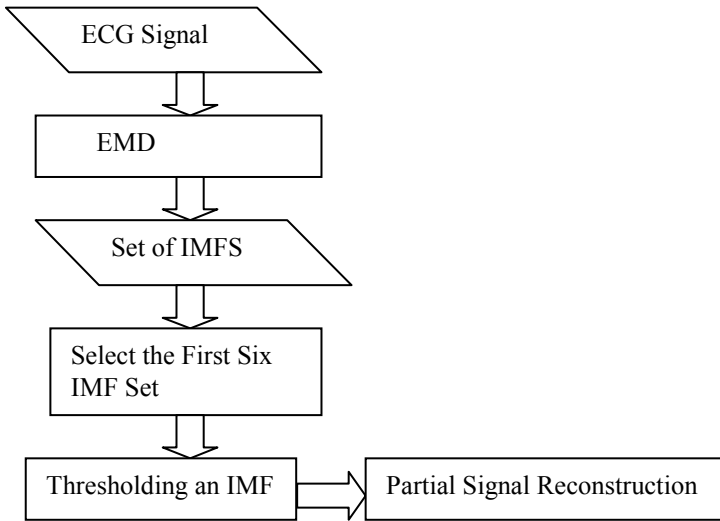 ECG Signal
EMD
Set of IMFS
Select the First Six
IMF Set
Thresholding an IMF
Partial Signal Reconstruction